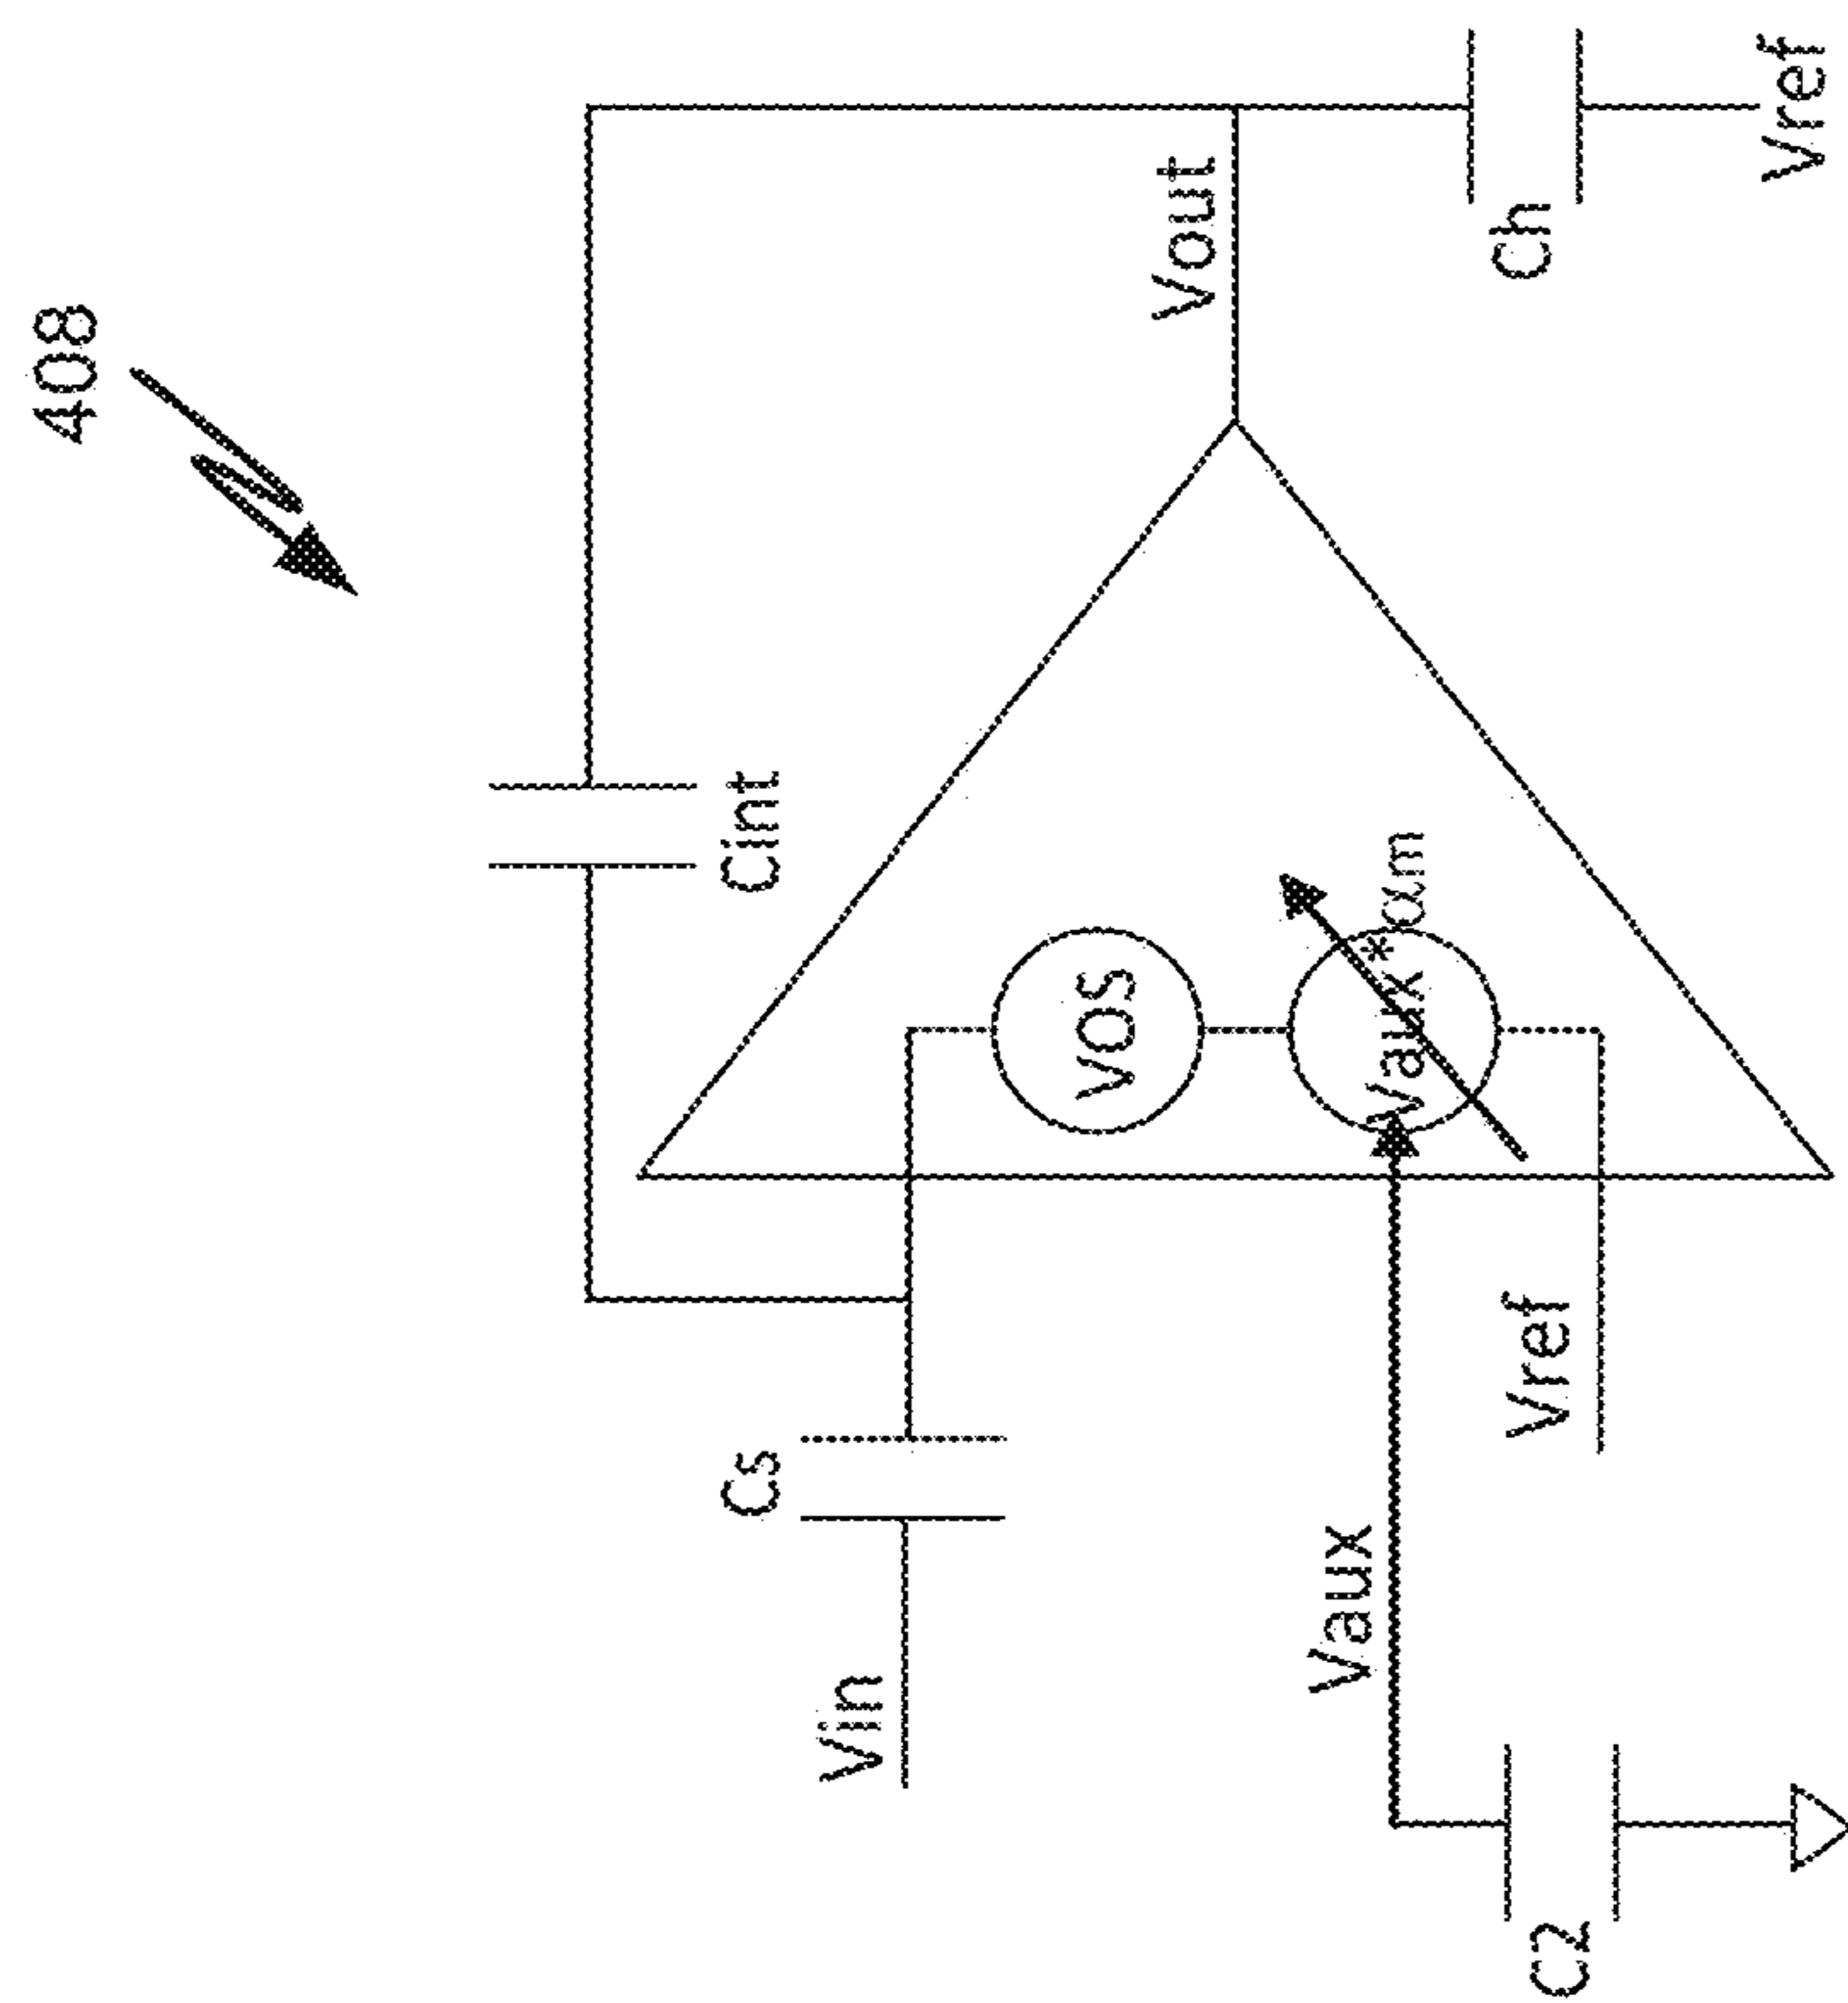 408
Cint
Vout
Cs
Vin
VOS
Vaux*αm
Vaux
Vref
Ch
Vref
C2